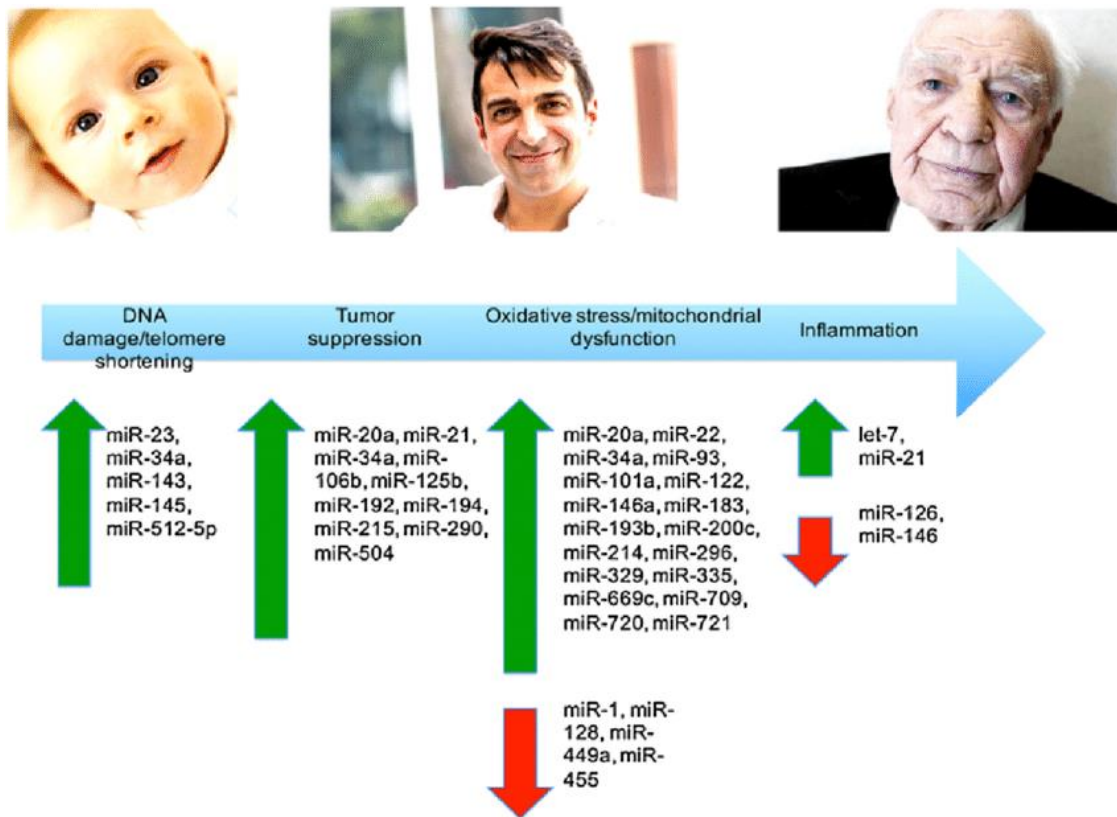 DNA
damage/telomere
shortening
Tumor
suppression
Oxidative stress/mitochondrial
dysfunction
Inflammation
miR-23,
miR-34a,
miR-143,
miR-145,
miR-512-5p
miR-20a, miR-21,
miR-34a, miR-
106b, miR-125b,
miR-192, miR-194,
miR-215, miR-290,
miR-504
miR-20a, miR-22,
miR-34a, miR-93,
miR-101a, miR-122,
miR-146a, miR-183,
miR-193b, miR-200c,
miR-214, miR-296,
miR-329, miR-335,
miR-669c, miR-709,
miR-720, miR-721
miR-1, miR-
128, miR-
449a, miR-
455
let-7,
miR-21
miR-126,
miR-146